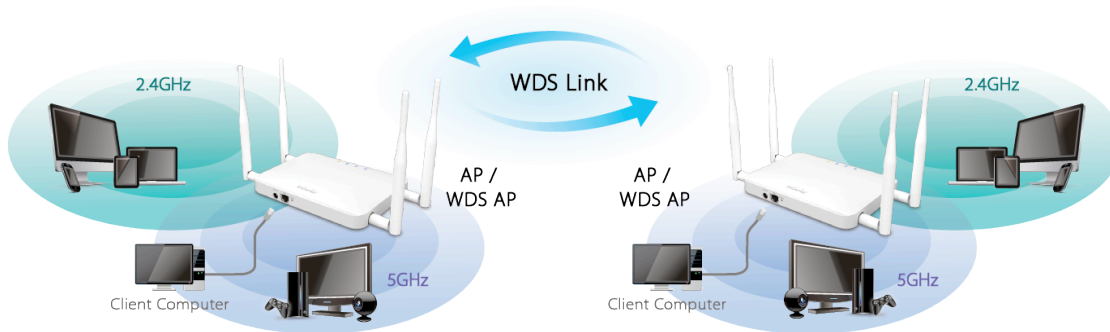 WDS Link
2.4GHz
AP /
WDS AP
5GHz
Client Computer
2.4GHz
AP /
WDS AP
5GHz
Client Computer